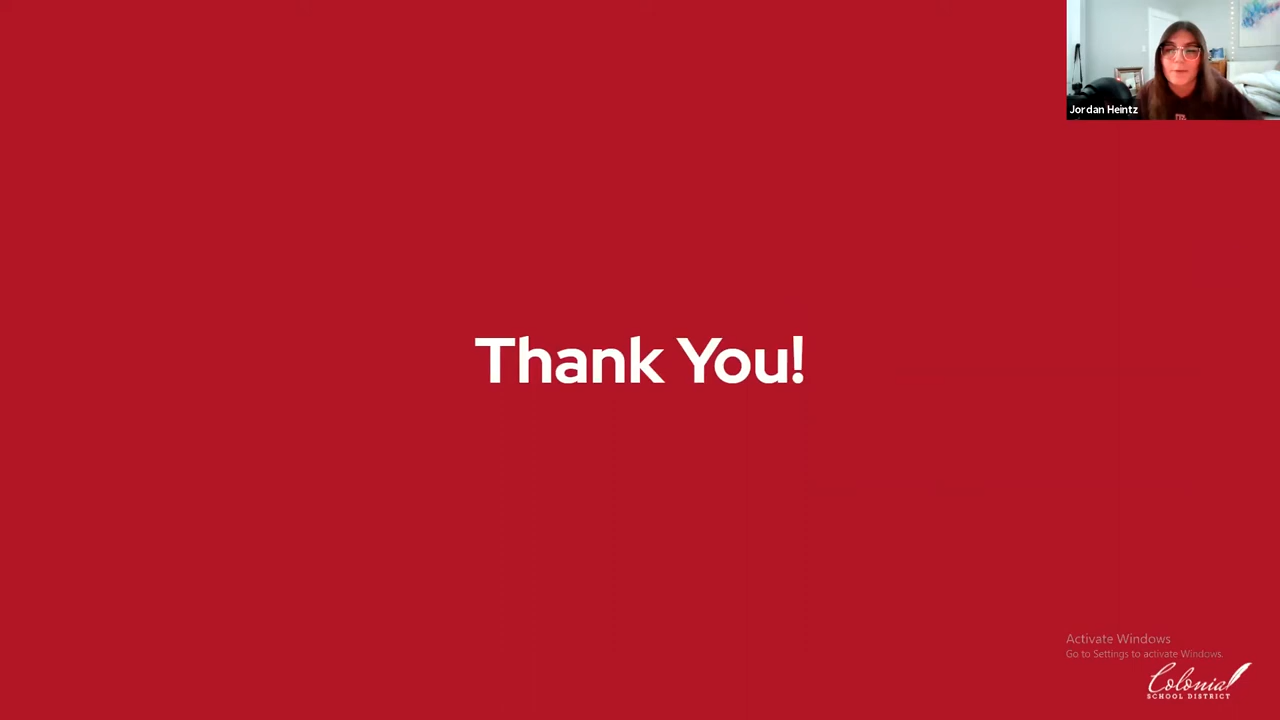 Jordan Heintz
Thank You!
Activate Windows
Go to Settings to activate Windows.
Colonial
SCHOOL DISTRICT